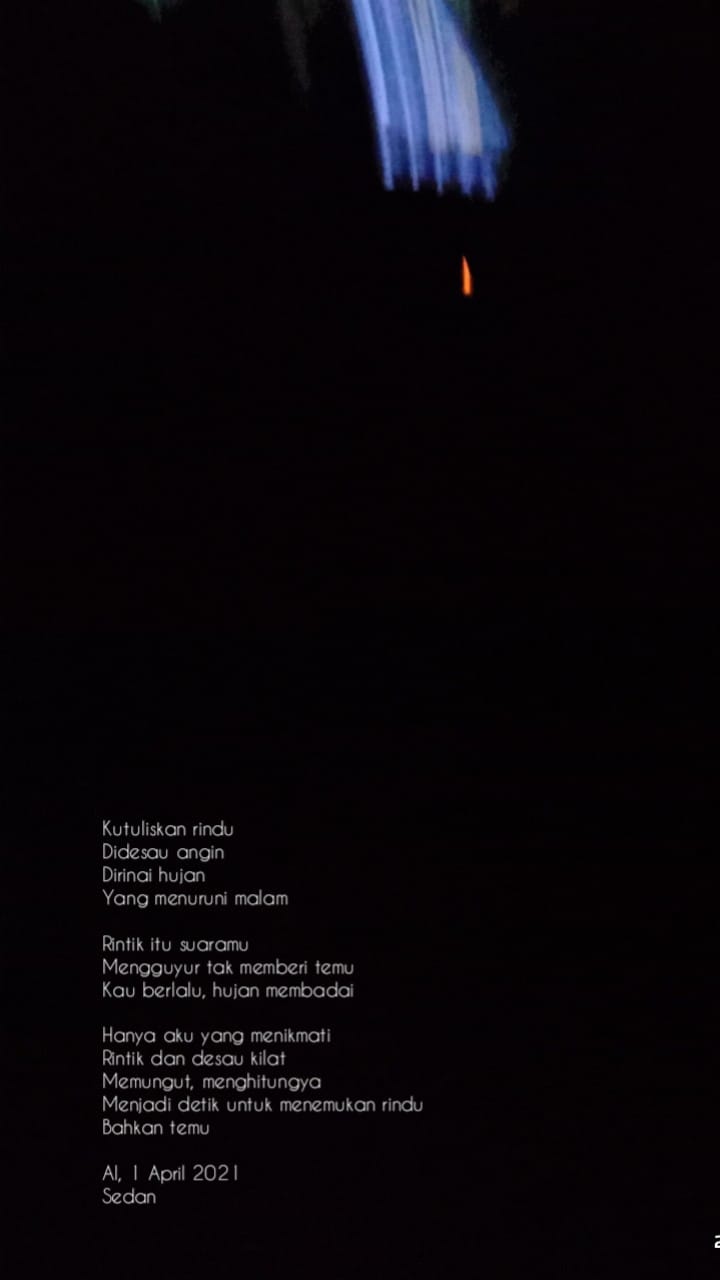 Kutuliskan rindu
Didesau angin
Dirinai hujan
Yang menuruni malam
Rintik itu suaramu
Mengguyur tak memberi temu
Kau berlalu, hujan membadai
Hanya aku yang menikmati
Rintik dan desau kilat
Memungut, menghitungya
Menjadi detik untuk menemukan rindu
Bahkan temu
Al, 1 April 2021
Sedan